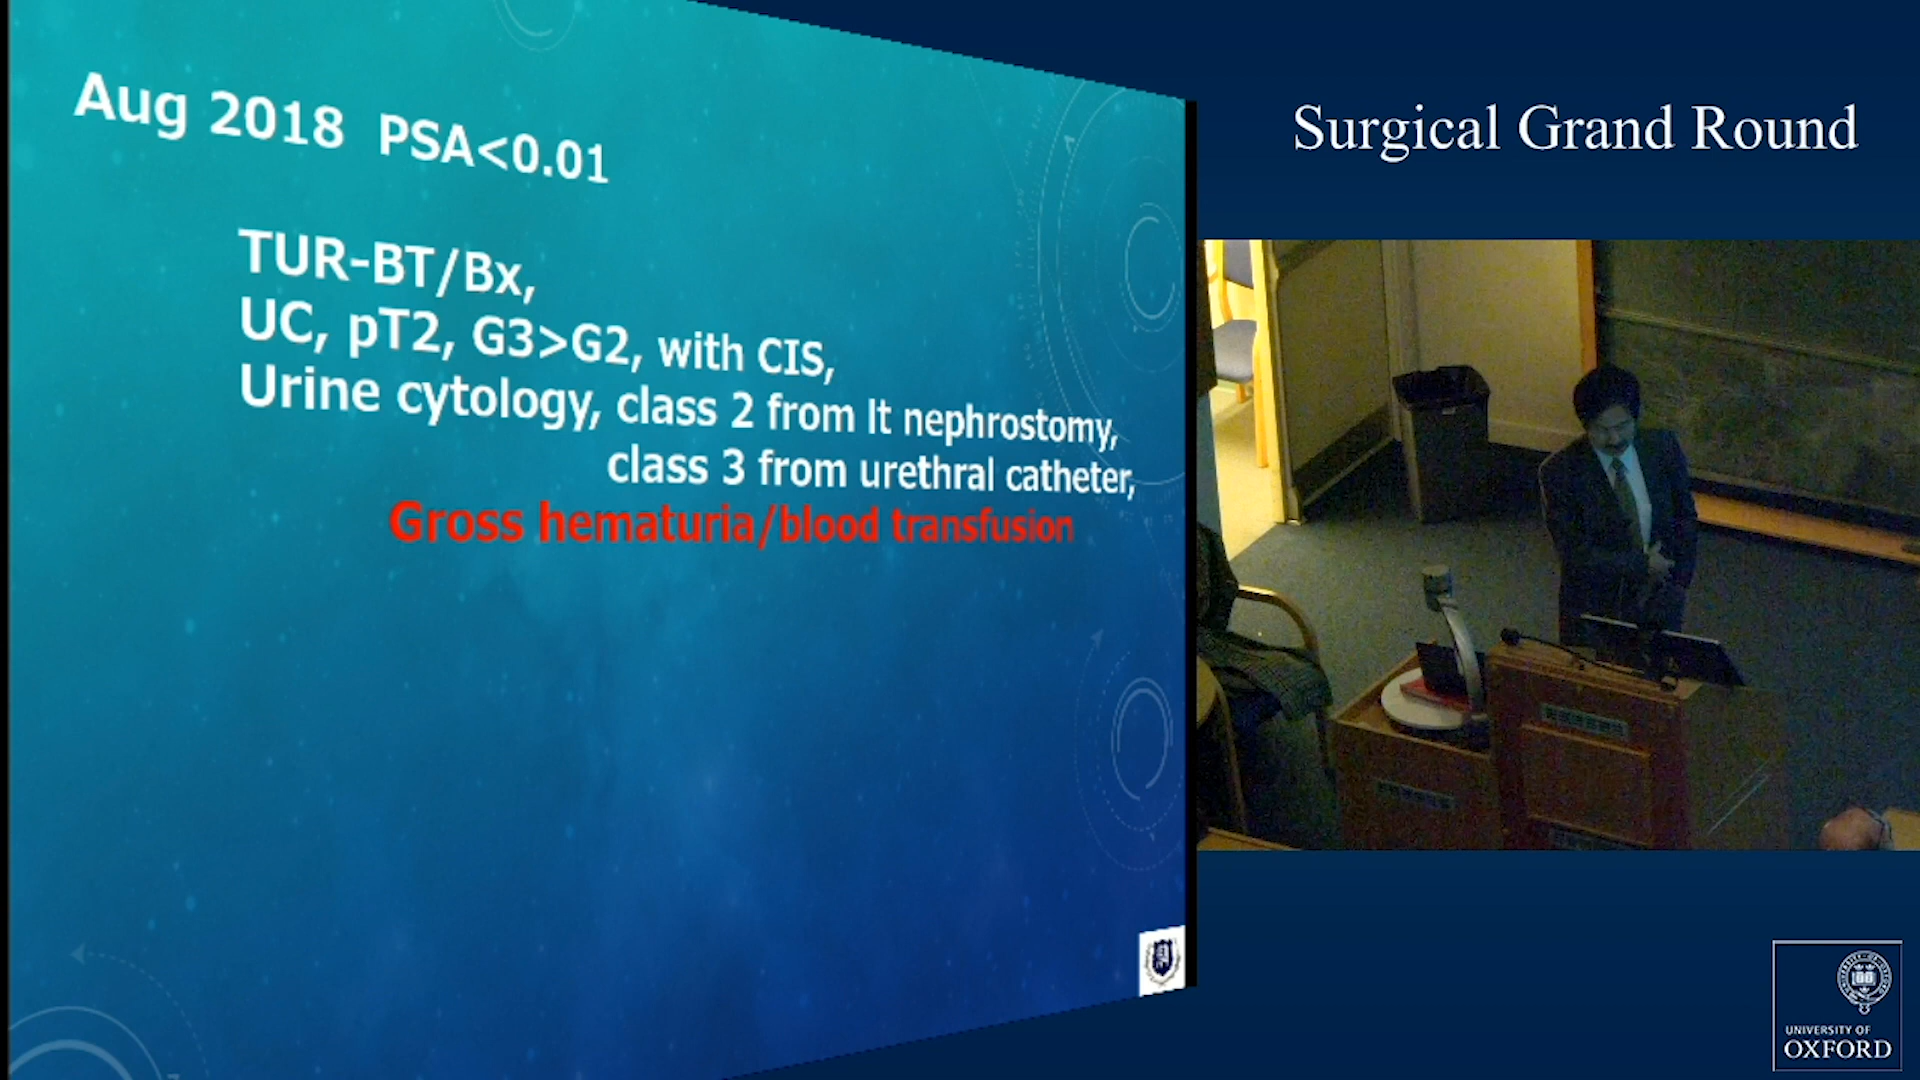 Aug 2018 PSA<0.01
TUR-BT/Bx,
UC, pT2, G3>G2, with CIS,
Urine cytology, class 2 from lt nephrostomy,
class 3 from urethral catheter,
Gross hematuria/blood transfusion
Surgical Grand Round
UNIVERSITY OF
OXFORD